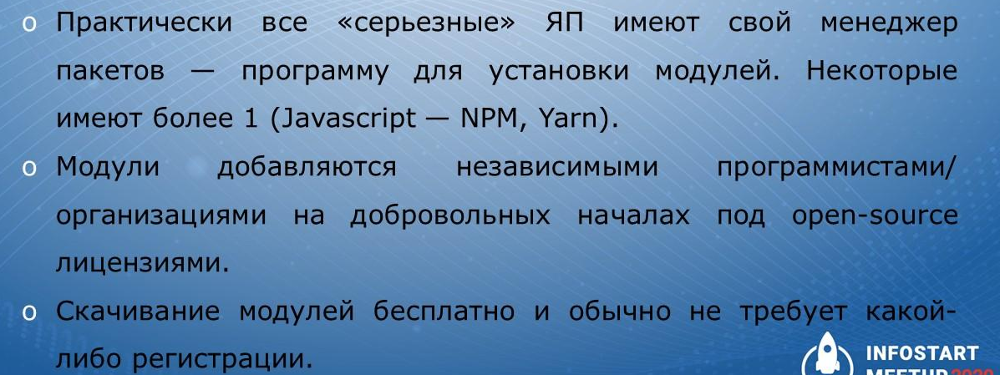 o Практически все «серьезные» ЯП имеют свой менеджер
пакетов — программу для установки модулей. Некоторые
имеют более 1 (Javascript — NPM, Yarn).
o Модули добавляются независимыми программистами/
организациями на добровольных началах под open-source
лицензиями.
o Скачивание модулей бесплатно и обычно не требует какой-
либо регистрации.
INFOSTART
MEETUP 2020